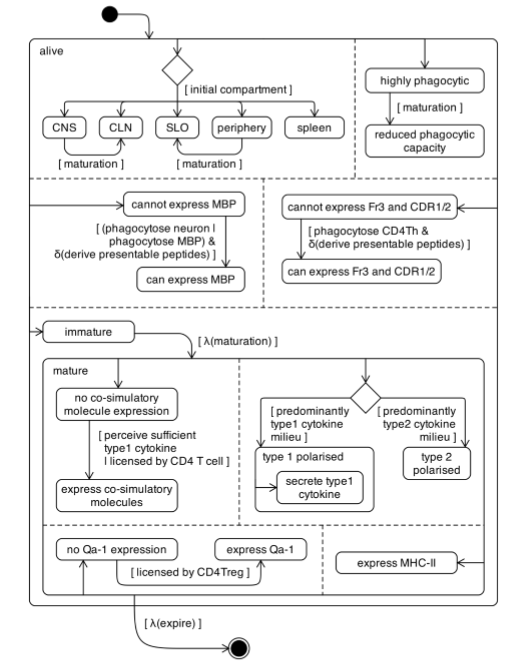 alive
[ initial compartment ]
CNS
CLN
SLO
periphery
spleen
[ maturation ]
[ maturation ]
highly phagocytic
[ maturation ]
reduced phagocytic
capacity
cannot express MBP
[ (phagocytose neuron |
phagocytose MBP) &
δ(derive presentable peptides) ]
can express MBP
cannot express Fr3 and CDR1/2
[ phagocytose CD4Th &
δ(derive presentable peptides) ]
can express Fr3 and CDR1/2
immature
[ λ(maturation) ]
mature
no co-simulatory
molecule expression
[ perceive sufficient
type1 cytokine
| licensed by CD4 T cell ]
express co-simulatory
molecules
[ predominantly
type1 cytokine
milieu ]
[ predominantly
type2 cytokine
milieu ]
type 1 polarised
secrete type1
cytokine
type 2
polarised
no Qa-1 expression
express Qa-1
[ licensed by CD4Treg ]
express MHC-II
[ λ(expire) ]